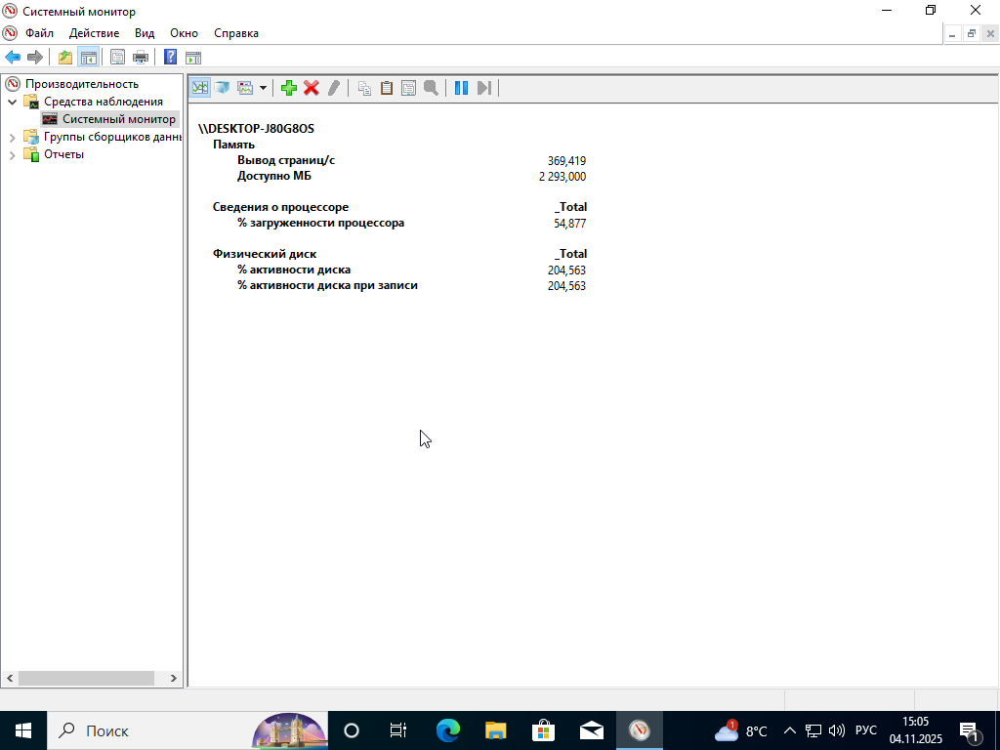 Системный монитор
Файл Действие Вид Окно Справка
Производительность
Средства наблюдения
Системный монитор
Группы сборщиков данн
Отчеты
\\DESKTOP-J80G8OS
Память
Вывод страниц/с 369,419
Доступно МБ 2 293,000
Сведения о процессоре _Total
% загруженности процессора 54,877
Физический диск _Total
% активности диска 204,563
% активности диска при записи 204,563
Поиск
1
8°C
РУС
15:05
04.11.2025
1